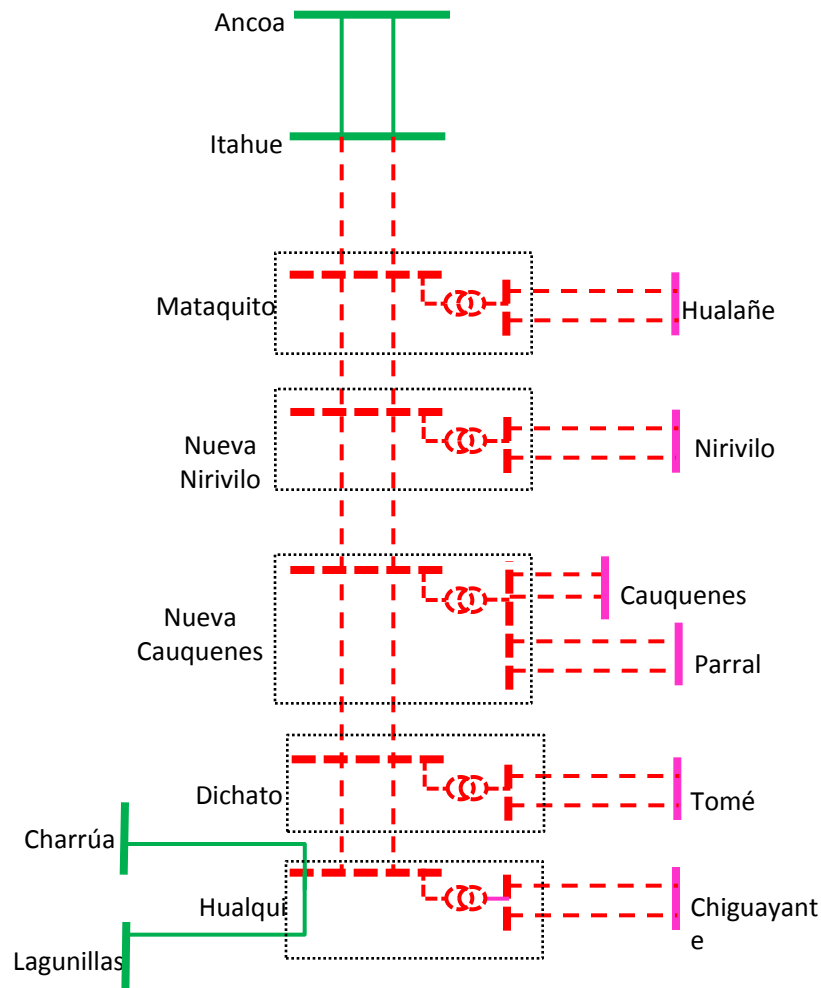 Ancoa
Itahue
Mataquito
Hualañe
Nueva
Nirivilo
Nirivilo
Nueva
Cauquenes
Cauquenes
Parral
Dichato
Tomé
Charrúa
Hualqui
Chiguayant
e
Lagunillas